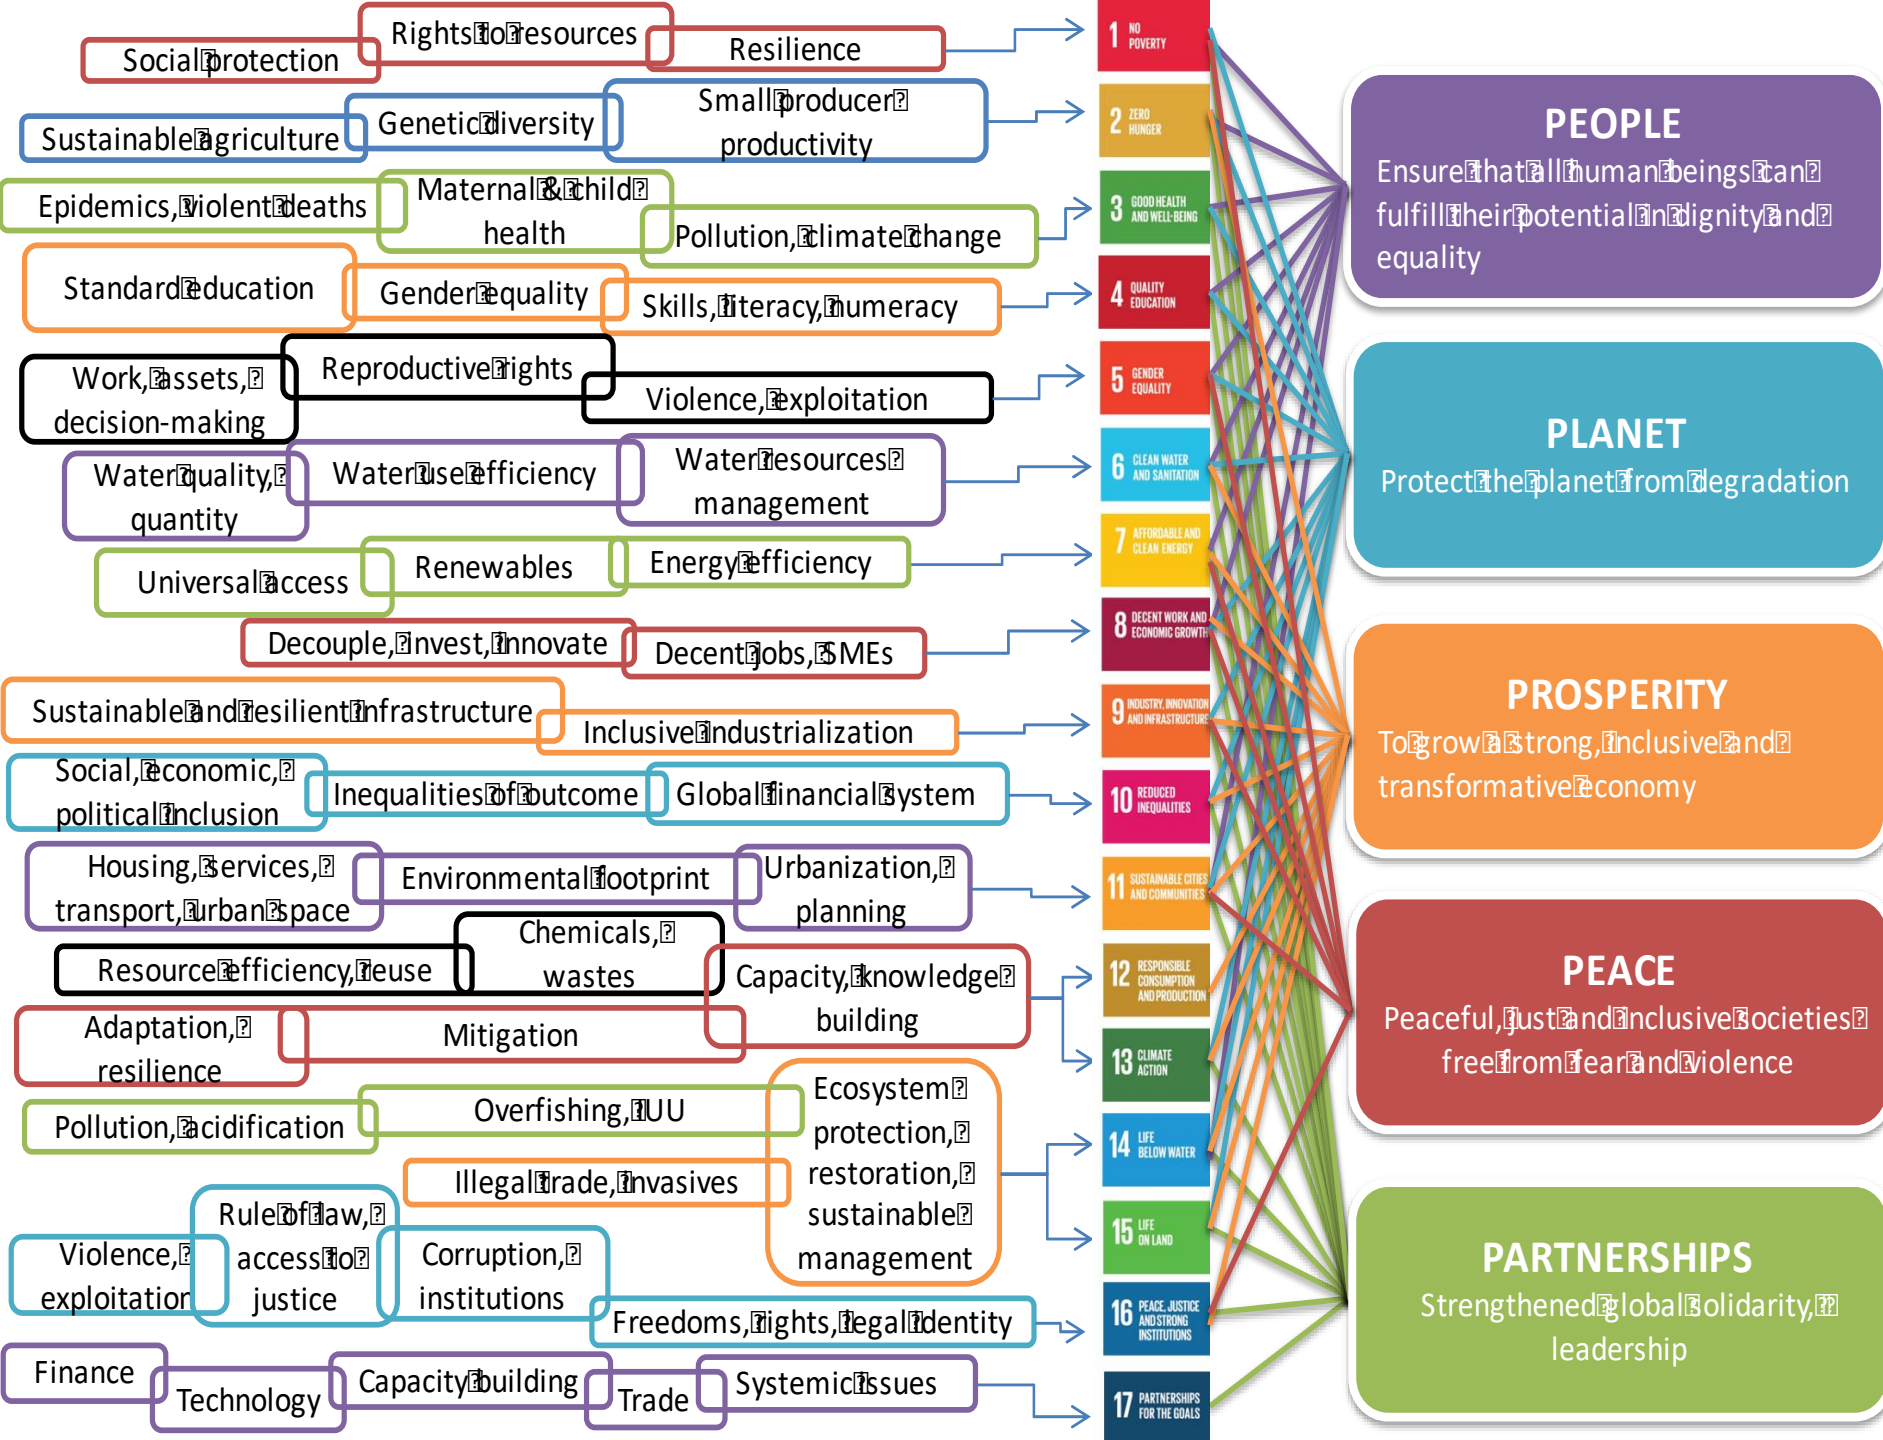 Social protection
Rights to resources
Resilience
Sustainable agriculture
Genetic diversity
Small producer
productivity
Epidemics, violent deaths
Maternal & child
health
Pollution, climate change
Standard education
Gender equality
Skills, literacy, numeracy
Work, assets,
decision-making
Reproductive rights
Violence, exploitation
Water quality,
quantity
Water use efficiency
Water resources
management
Universal access
Renewables
Energy efficiency
Decouple, invest, innovate
Decent jobs, SMEs
Sustainable and resilient infrastructure
Inclusive industrialization
Social, economic,
political inclusion
Inequalities of outcome
Global financial system
Housing, services,
transport, urban space
Environmental footprint
Urbanization,
planning
Resource efficiency, reuse
Chemicals,
wastes
Capacity, knowledge
building
Adaptation,
resilience
Mitigation
Pollution, acidification
Overfishing, IUU
Illegal trade, invasives
Ecosystem
protection,
restoration,
sustainable
management
Violence,
exploitation
Rule of law,
access to
justice
Corruption,
institutions
Freedoms, rights, legal identity
Finance
Technology
Capacity building
Trade
Systemic issues
1 NO
POVERTY
2 ZERO
HUNGER
3 GOOD HEALTH
AND WELL-BEING
4 QUALITY
EDUCATION
5 GENDER
EQUALITY
6 CLEAN WATER
AND SANITATION
7 AFFORDABLE AND
CLEAN ENERGY
8 DECENT WORK AND
ECONOMIC GROWTH
9 INDUSTRY, INNOVATION
AND INFRASTRUCTURE
10 REDUCED
INEQUALITIES
11 SUSTAINABLE CITIES
AND COMMUNITIES
12 RESPONSIBLE
CONSUMPTION
AND PRODUCTION
13 CLIMATE
ACTION
14 LIFE
BELOW WATER
15 LIFE
ON LAND
16 PEACE, JUSTICE
AND STRONG
INSTITUTIONS
17 PARTNERSHIPS
FOR THE GOALS
PEOPLE
Ensure that all human beings can
fulfill their potential in dignity and
equality
PLANET
Protect the planet from degradation
PROSPERITY
To grow a strong, inclusive and
transformative economy
PEACE
Peaceful, just and inclusive societies
free from fear and violence
PARTNERSHIPS
Strengthened global solidarity,
leadership